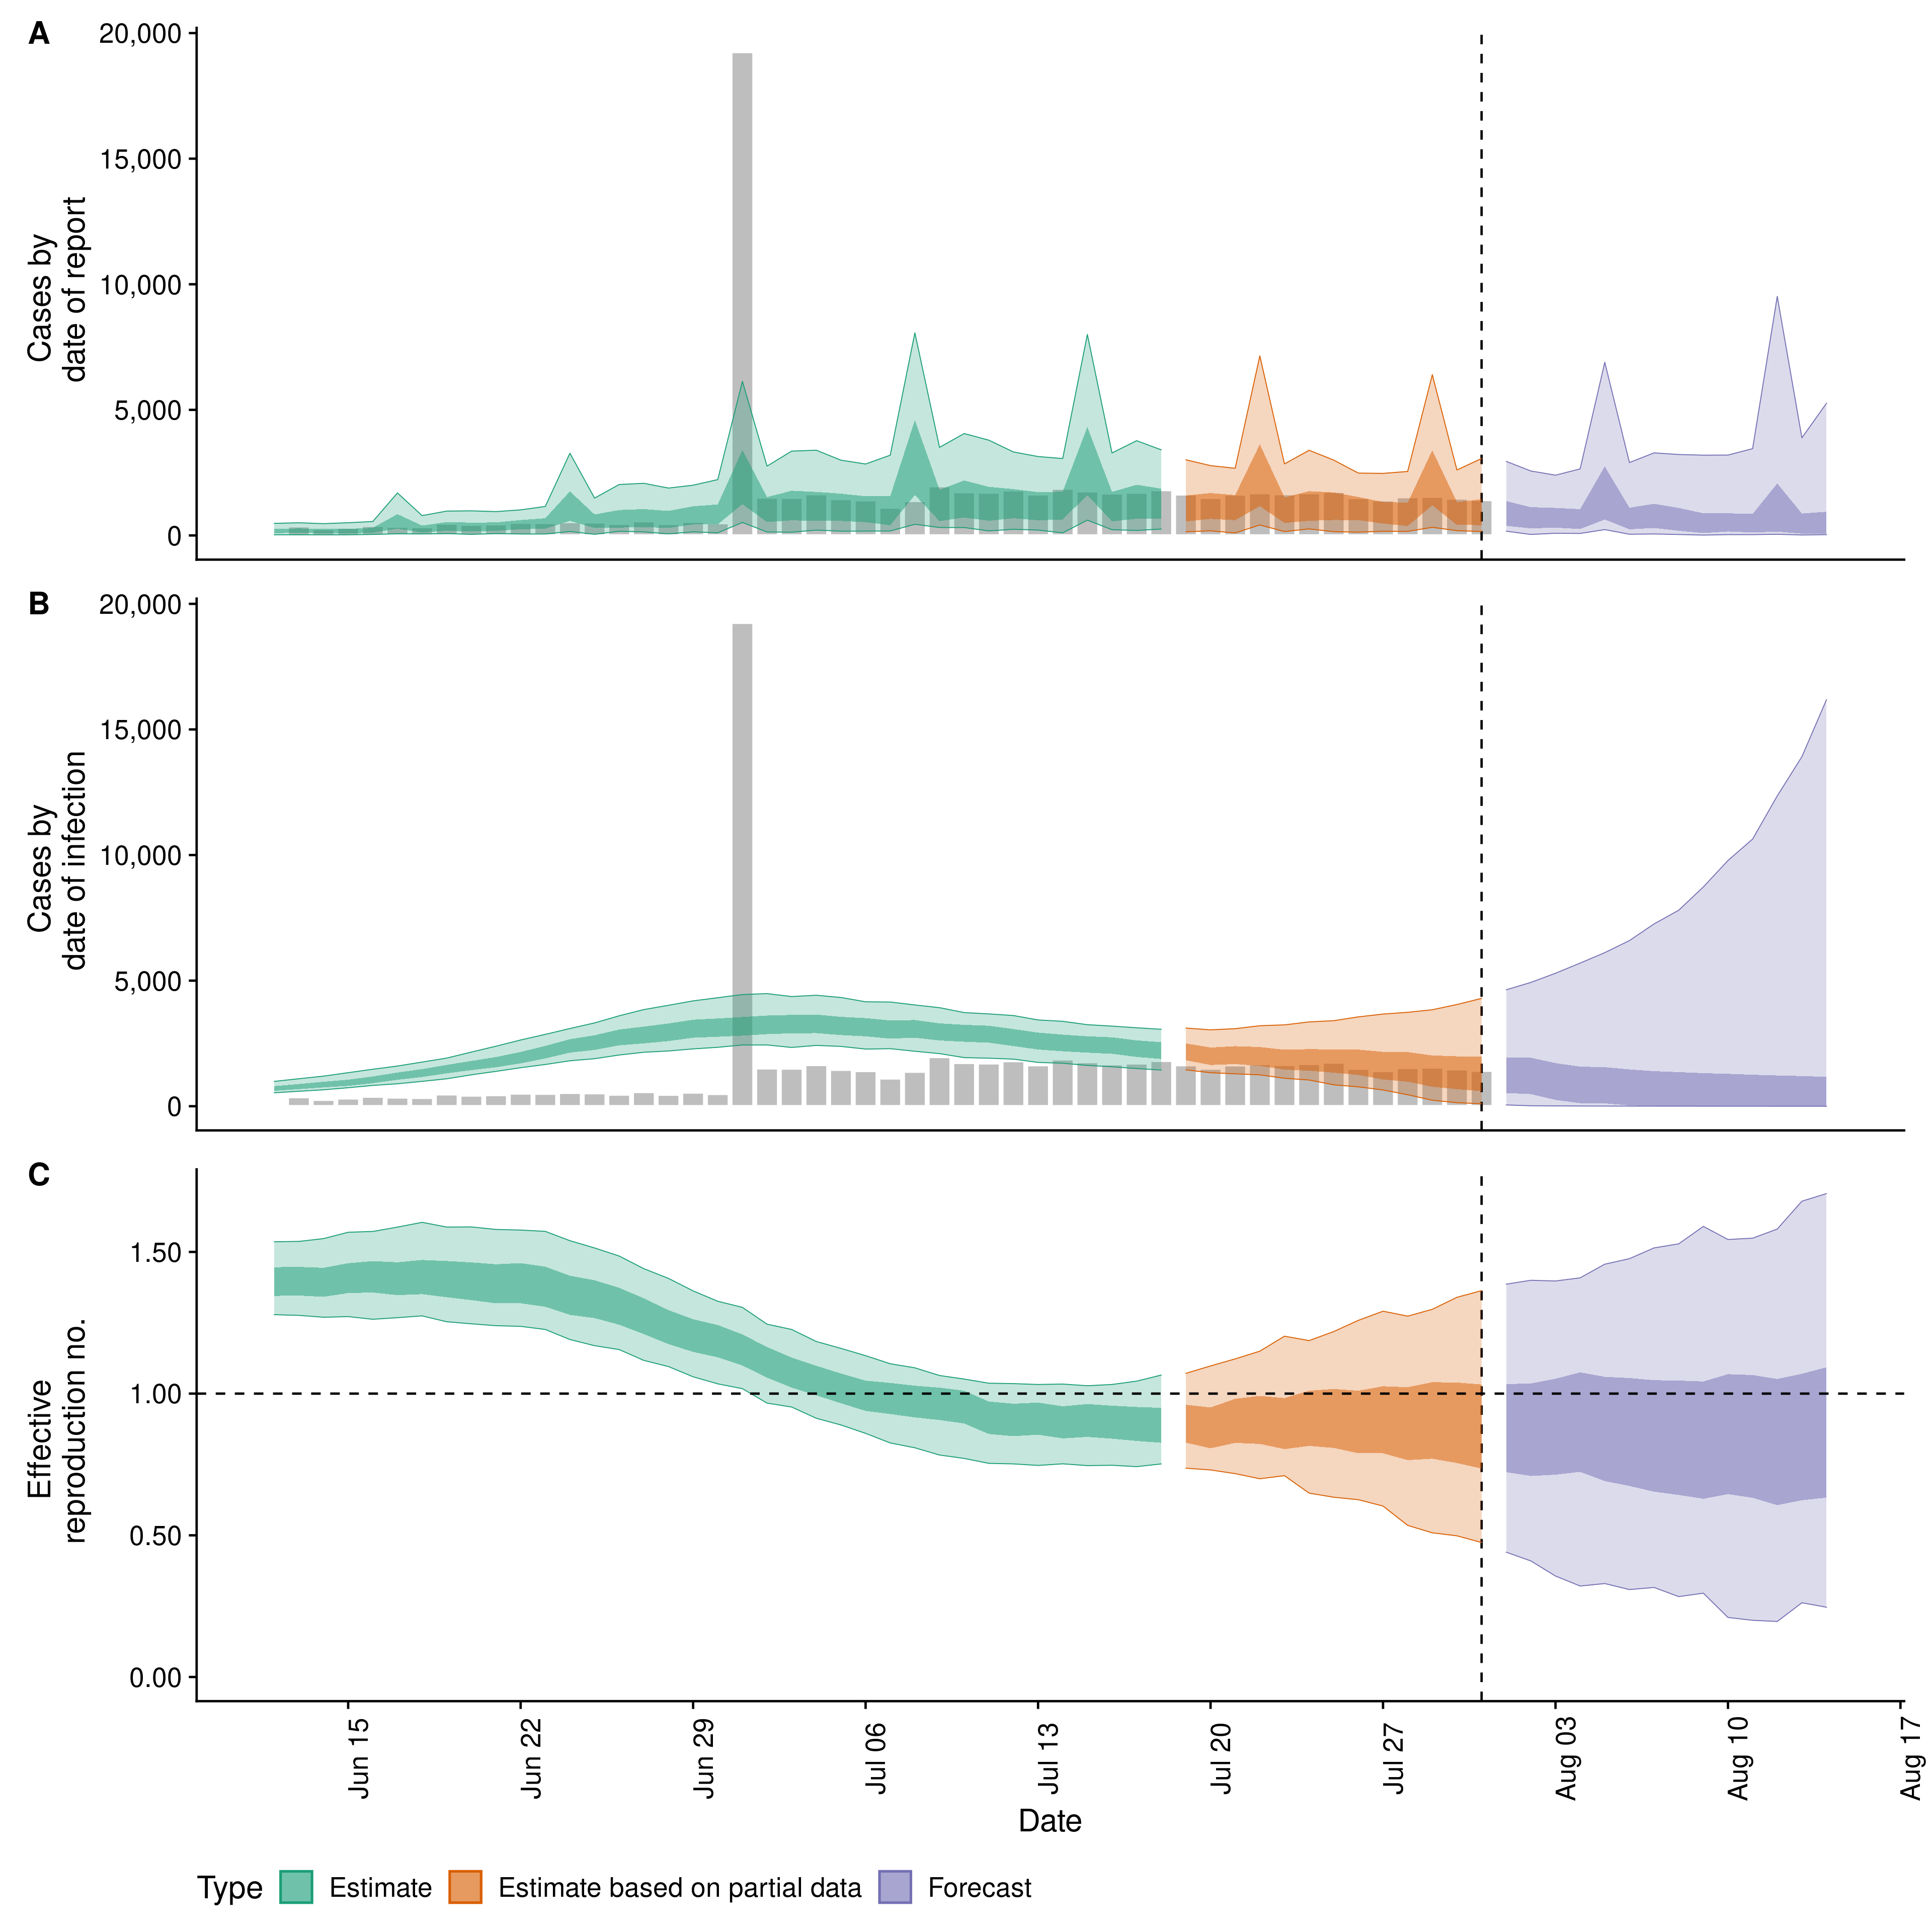 A
20,000
15,000
10,000
5,000
0
Cases by
date of report
B
20,000
15,000
10,000
5,000
0
Cases by
date of infection
C
1.50
1.00
0.50
0.00
Effective
reproduction no.
Jun 15
Jun 22
Jun 29
Jul 06
Jul 13
Jul 20
Jul 27
Aug 03
Aug 10
Aug 17
Date
Type Estimate Estimate based on partial data Forecast